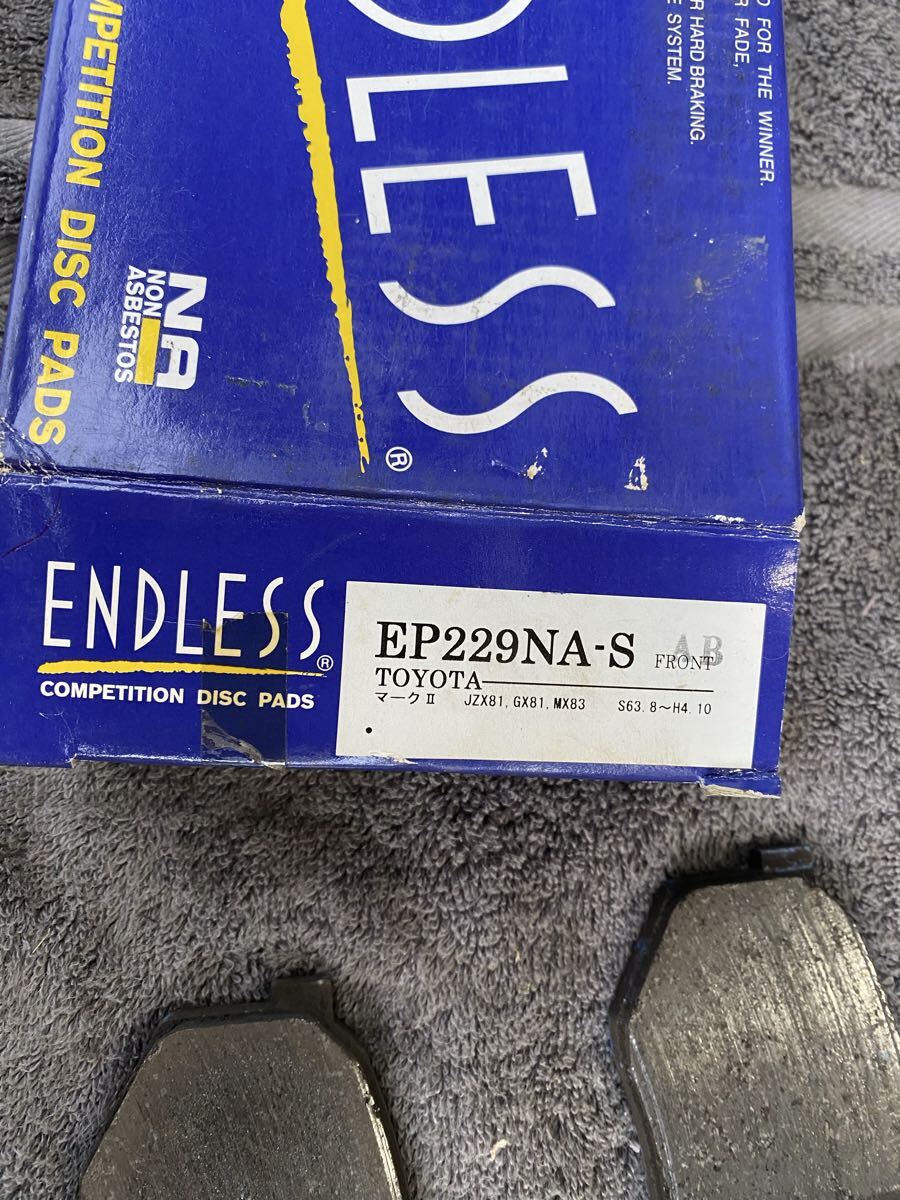 D FOR THE WINNER.
R FADE,
R HARD BRAKING.
E SYSTEM.
DLESS®
MPETITION DISC PADS
NA
NON
ASBESTOS
ENDLESS®
COMPETITION DISC PADS
EP229NA-S
AB
FRONT
TOYOTA
マークⅡ JZX81, GX81, MX83 S63. 8～H4. 10